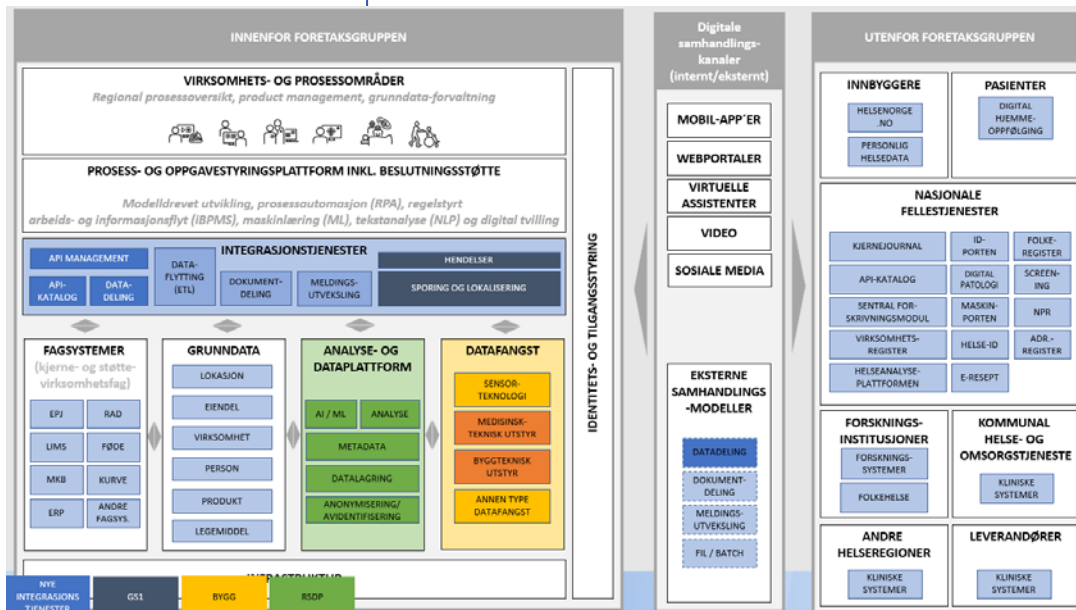 INNENFOR FORETAKSGRUPPEN
VIRKSOMHETS- OG PROSESSOMRÅDER
Regional prosessoversikt, product management, grunndata-forvaltning
PROSESS- OG OPPGAVESTYRINGSPLATTFORM INKL. BESLUTNINGSSTØTTE
Modelldrevet utvikling, prosessautomasjon (RPA), regelstyrt
arbeids- og informasjonsflyt (iBPMS), maskinlæring (ML), tekstanalyse (NLP) og digital tvilling
INTEGRASJONSTJENESTER
API MANAGEMENT
API-
KATALOG
DATA-
DELING
DATA-
FLYTTING
(ETL)
DOKUMENT-
DELING
MELDINGS-
UTVEKSLING
HENDELSER
SPORING OG LOKALISERING
FAGSYSTEMER
(kjerne- og støtte-
virksomhetsfag)
EPJ
RAD
LIMS
FØDE
MKB
KURVE
ERP
ANDRE
FAGSYS.
GRUNNDATA
LOKASJON
EIENDEL
VIRKSOMHET
PERSON
PRODUKT
LEGEMIDDEL
ANALYSE- OG
DATAPLATTFORM
AI / ML
ANALYSE
METADATA
DATALAGRING
ANONYMISERING/
AVIDENTIFISERING
DATAFANGST
SENSOR-
TEKNOLOGI
MEDISINSK-
TEKNISK UTSTYR
BYGGTEKNISK
UTSTYR
ANNEN TYPE
DATAFANGST
INFRASTRUKTUR
NYE
INTEGRASJONS
TJENESTER
GS1
BYGG
RSDP
IDENTITETS- OG TILGANGSSTYRING
Digitale
samhandlings-
kanaler
(internt/eksternt)
MOBIL-APP´ER
WEBPORTALER
VIRTUELLE
ASSISTENTER
VIDEO
SOSIALE MEDIA
EKSTERNE
SAMHANDLINGS
-MODELLER
DATADELING
DOKUMENT-
DELING
MELDINGS-
UTVEKSLING
FIL / BATCH
UTENFOR FORETAKSGRUPPEN
INNBYGGERE
HELSENORGE
.NO
PERSONLIG
HELSEDATA
PASIENTER
DIGITAL
HJEMME-
OPPFØLGING
NASJONALE
FELLESTJENESTER
KJERNEJOURNAL
ID-
PORTEN
FOLKE-
REGISTER
API-KATALOG
DIGITAL
PATOLOGI
SCREEN-
ING
SENTRAL FOR-
SKRIVNINGSMODUL
MASKIN-
PORTEN
NPR
VIRKSOMHETS-
REGISTER
HELSE-ID
ADR.-
REGISTER
HELSEANALYSE-
PLATTFORMEN
E-RESEPT
FORSKNINGS-
INSTITUSJONER
FORSKNINGS-
SYSTEMER
FOLKEHELSE
KOMMUNAL
HELSE- OG
OMSORGSTJENESTE
KLINISKE
SYSTEMER
ANDRE
HELSEREGIONER
KLINISKE
SYSTEMER
LEVERANDØRER
KLINISKE
SYSTEMER